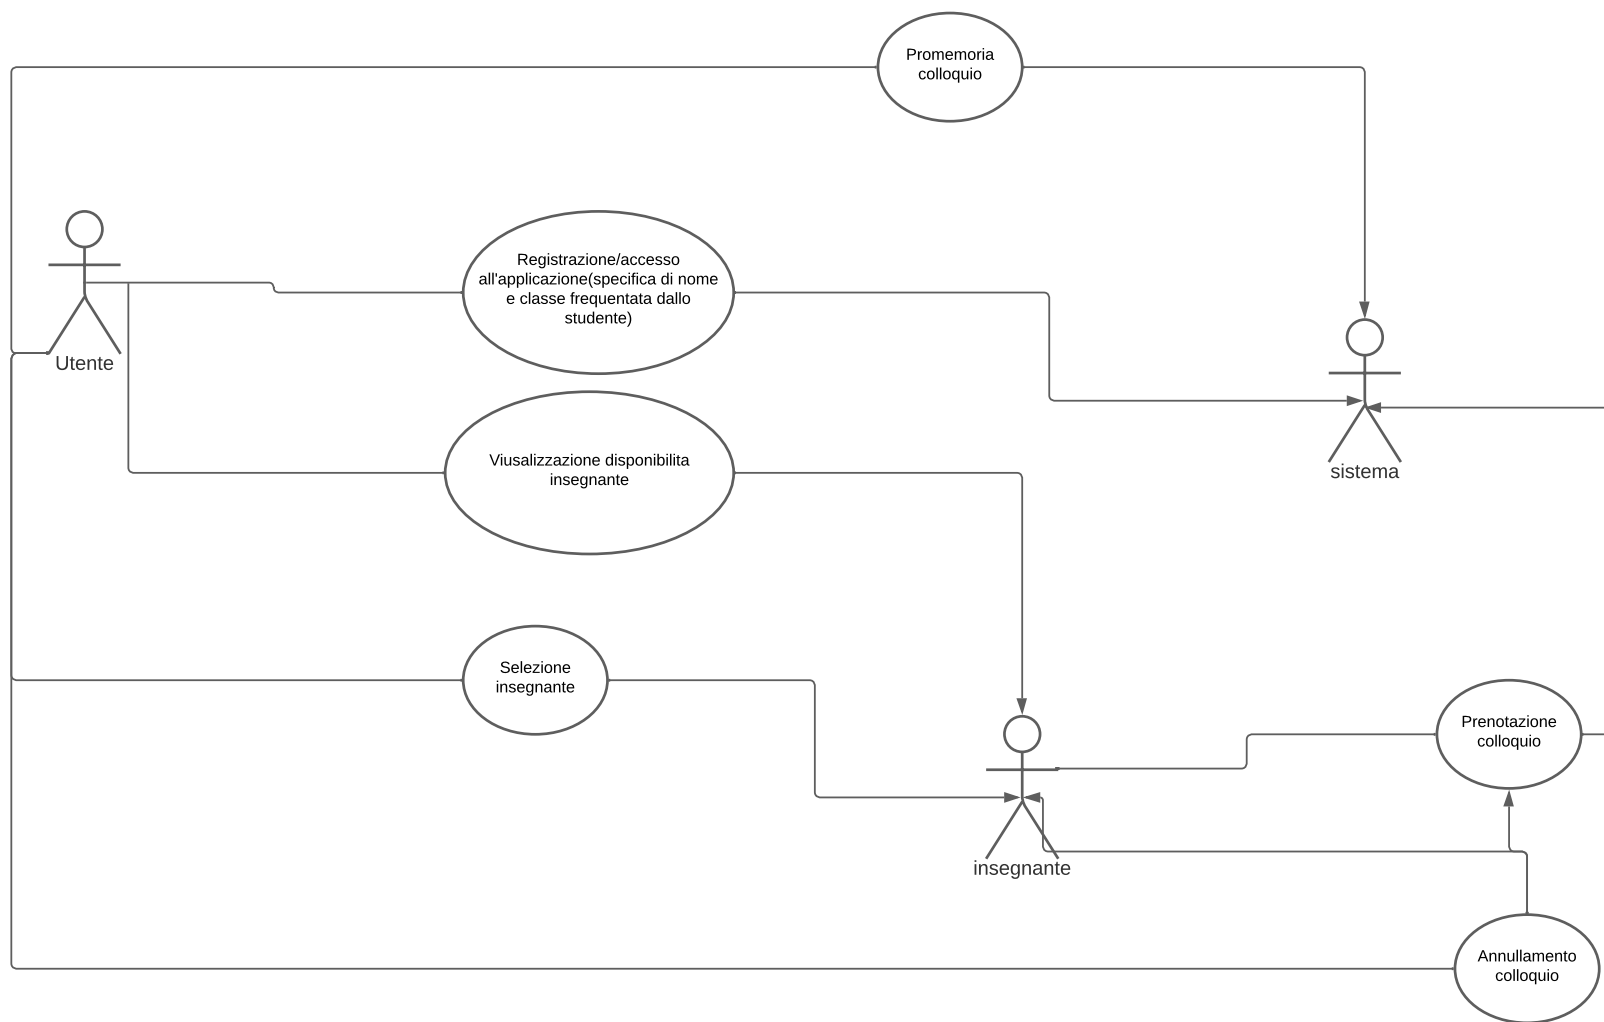 Promemoria
colloquio
Registrazione/accesso
all'applicazione(specifica di nome
e classe frequentata dallo
studente)
Utente
Viusalizzazione disponibilita
insegnante
sistema
Selezione
insegnante
Prenotazione
colloquio
insegnante
Annullamento
colloquio